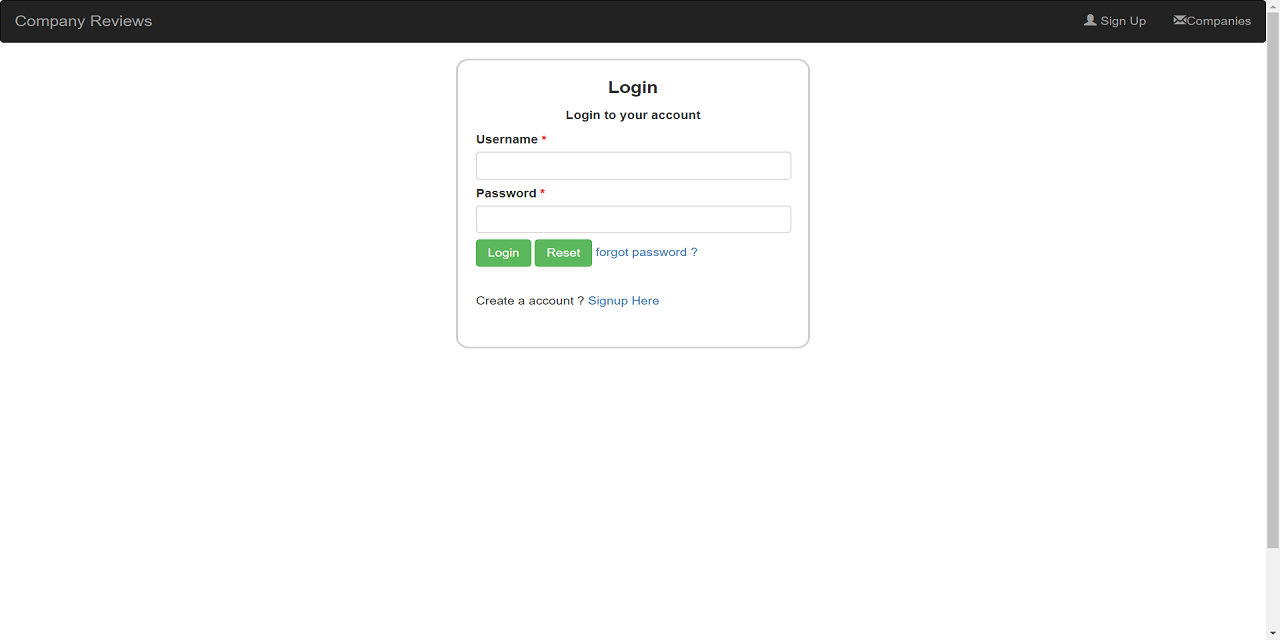 Company Reviews Sign Up Companies
Login
Login to your account
Username *
Password *
Login Reset forgot password ?
Create a account ? Signup Here